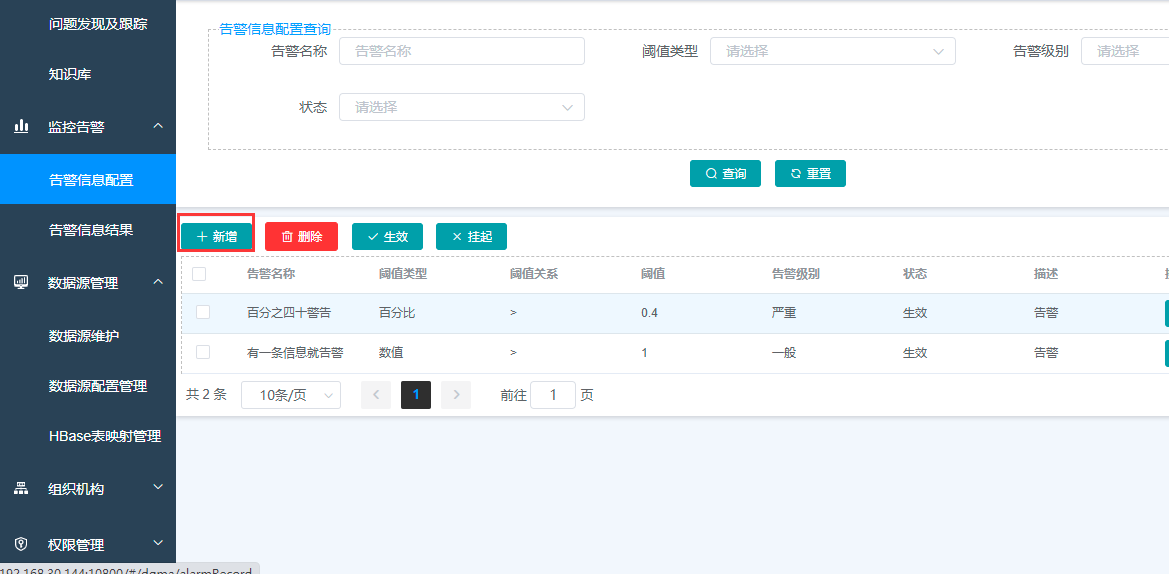 问题发现及跟踪
知识库
监控告警
告警信息配置
告警信息结果
数据源管理
数据源维护
数据源配置管理
HBase表映射管理
组织机构
权限管理
告警信息配置查询
告警名称 告警名称 阈值类型 请选择 告警级别 请选择
状态 请选择
查询 重置
新增 删除 生效 挂起
告警名称 阈值类型 阈值关系 阈值 告警级别 状态 描述
百分之四十警告 百分比 > 0.4 严重 生效 告警
有一条信息就告警 数值 > 1 一般 生效 告警
共 2 条 10条/页 1 前往 1 页
192.168.30.144:10800/#/dqma/alarmRecord